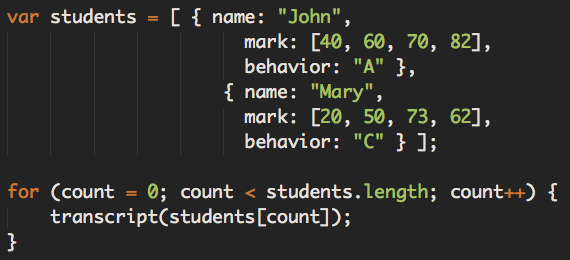 var students = [ { name: "John",
mark: [40, 60, 70, 82],
behavior: "A" },
{ name: "Mary",
mark: [20, 50, 73, 62],
behavior: "C" } ];
for (count = 0; count < students.length; count++) {
transcript(students[count]);
}